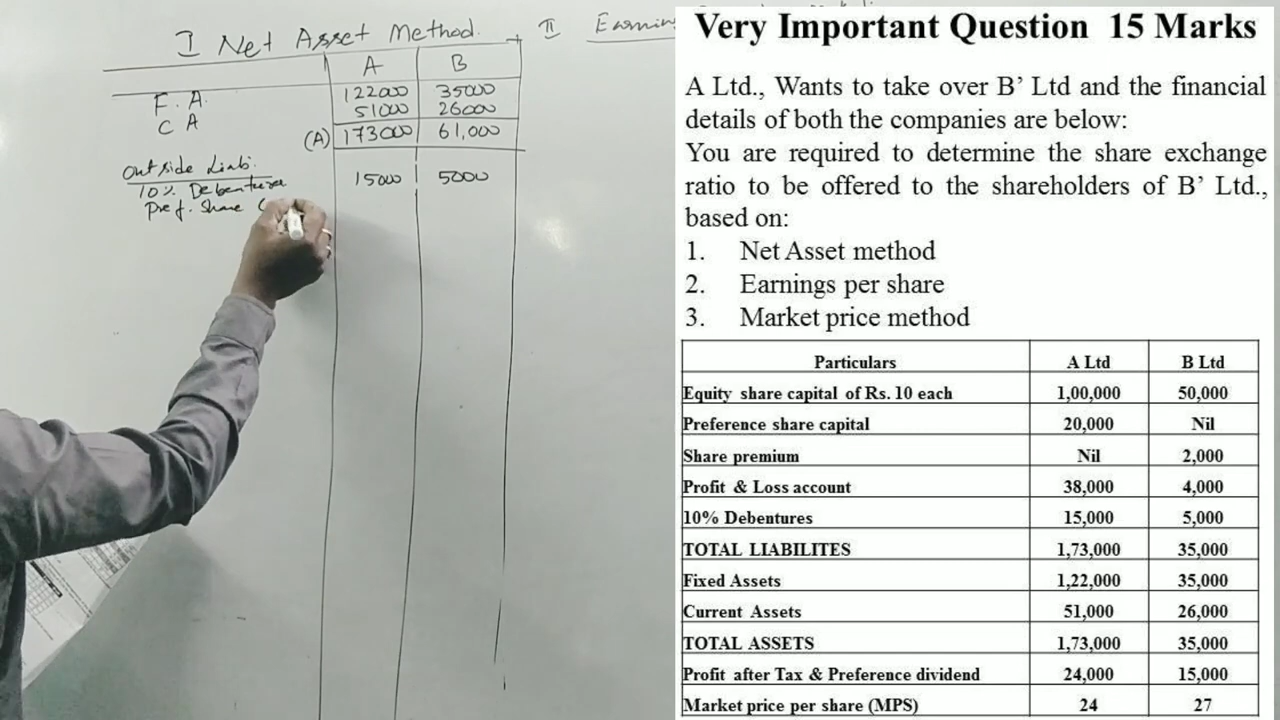 I Net Asset Method.
II
A B
F. A. 122000 35000
C A 51000 26000
(A) 173000 61,000
Outside Liabi.
10% Debenture 15000 5000
Pref. Share
Very Important Question 15 Marks
A Ltd., Wants to take over B’ Ltd and the financial
details of both the companies are below:
You are required to determine the share exchange
ratio to be offered to the shareholders of B’ Ltd.,
based on:
1. Net Asset method
2. Earnings per share
3. Market price method
Particulars A Ltd B Ltd
Equity share capital of Rs. 10 each 1,00,000 50,000
Preference share capital 20,000 Nil
Share premium Nil 2,000
Profit & Loss account 38,000 4,000
10% Debentures 15,000 5,000
TOTAL LIABILITES 1,73,000 35,000
Fixed Assets 1,22,000 35,000
Current Assets 51,000 26,000
TOTAL ASSETS 1,73,000 35,000
Profit after Tax & Preference dividend 24,000 15,000
Market price per share (MPS) 24 27